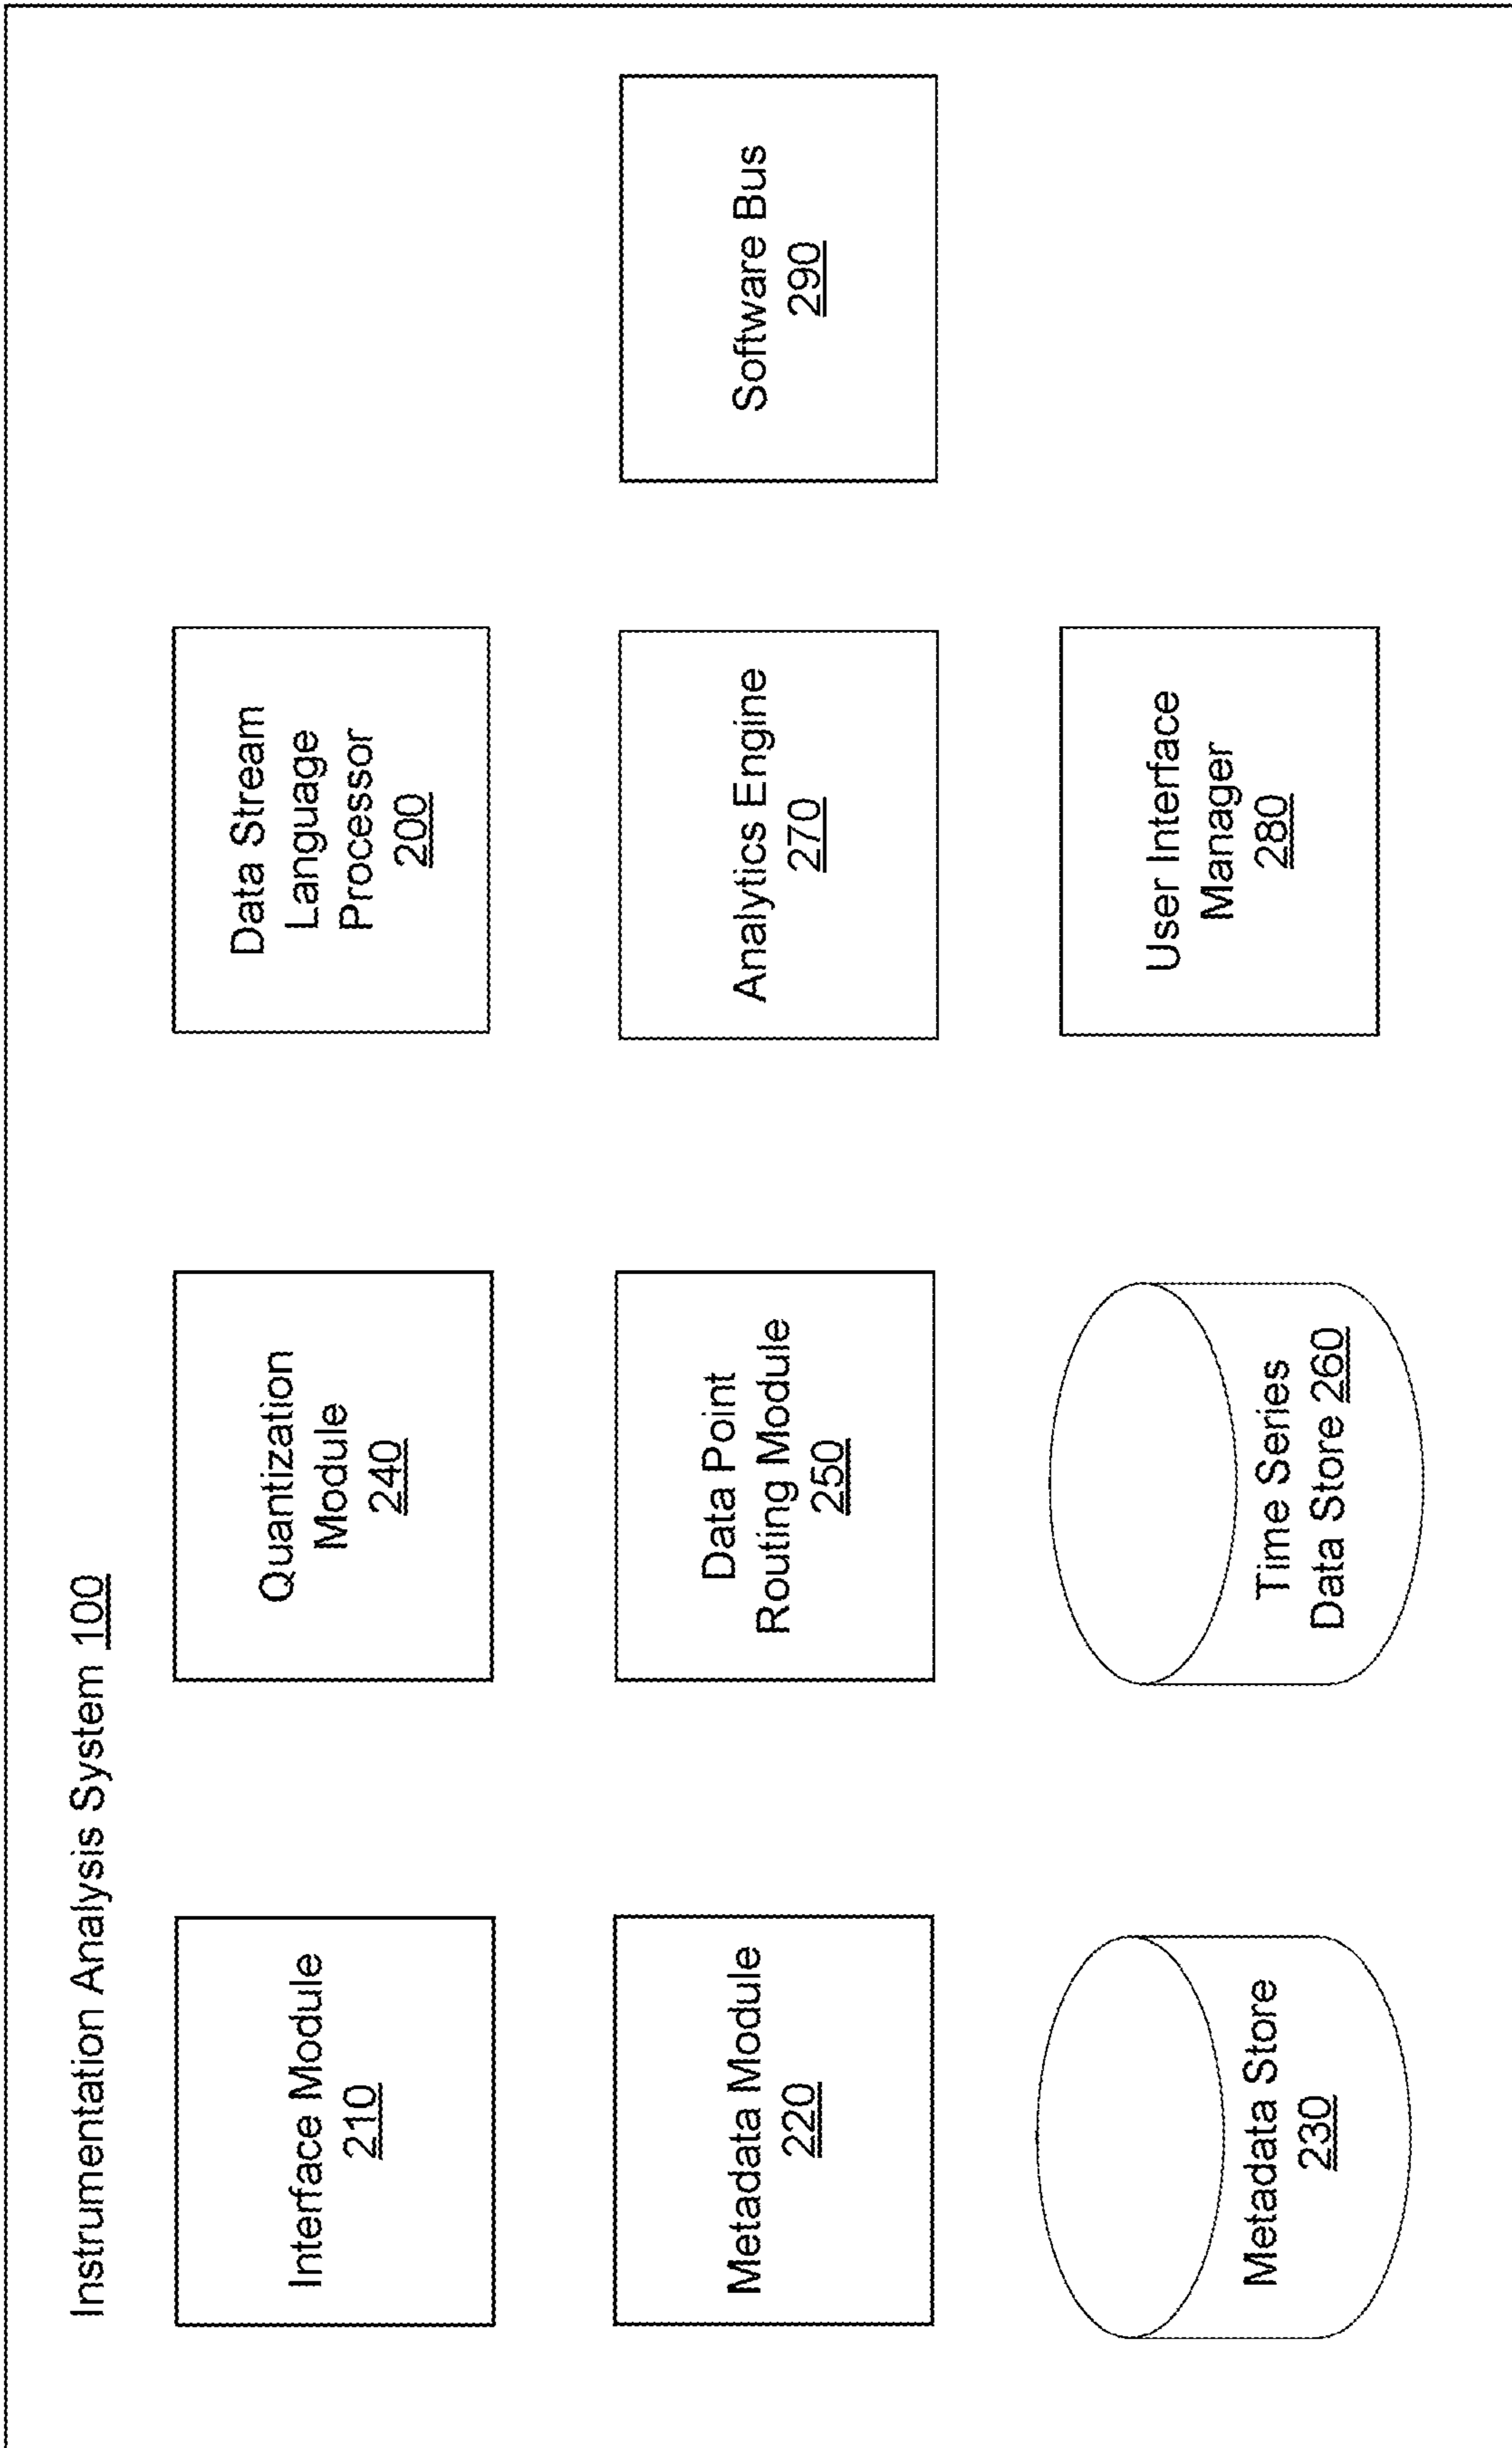 Instrumentation Analysis System 100
Interface Module
210
Quantization
Module
240
Data Stream
Language
Processor
200
Metadata Module
220
Data Point
Routing Module
250
Analytics Engine
270
Software Bus
290
Metadata Store
230
Time Series
Data Store 260
User Interface
Manager
280